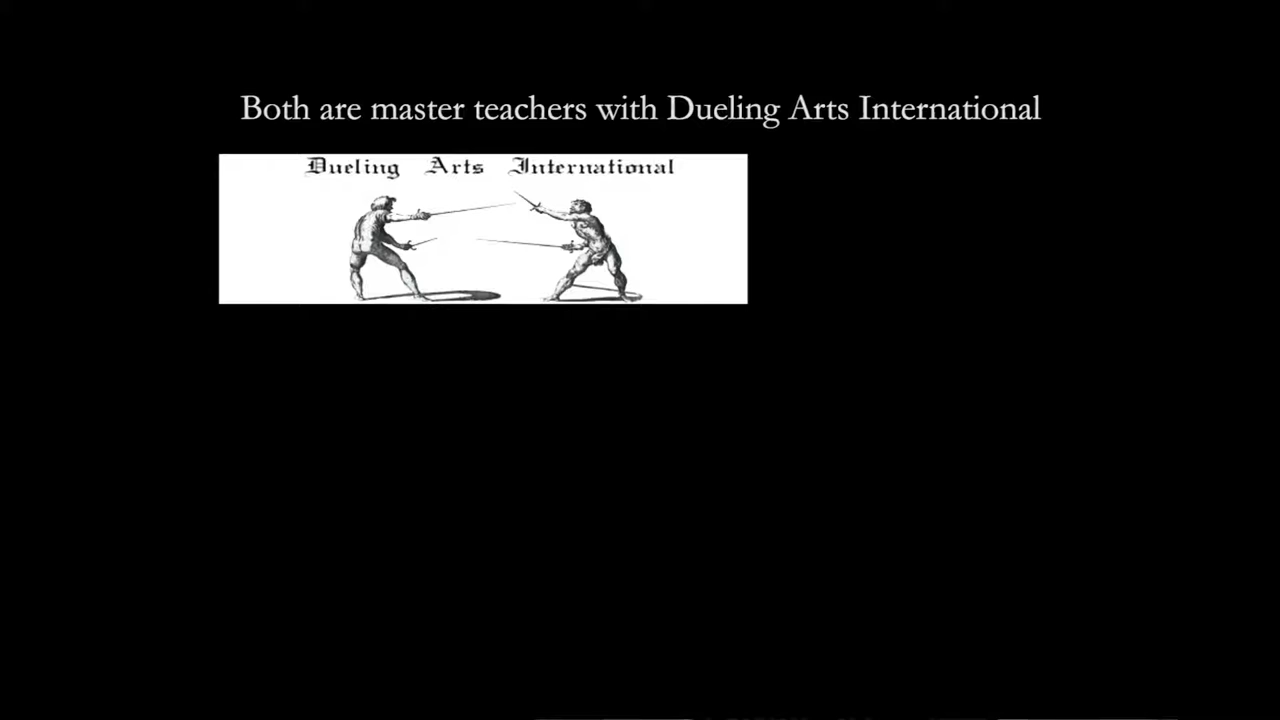 Both are master teachers with Dueling Arts International
Dueling Arts International